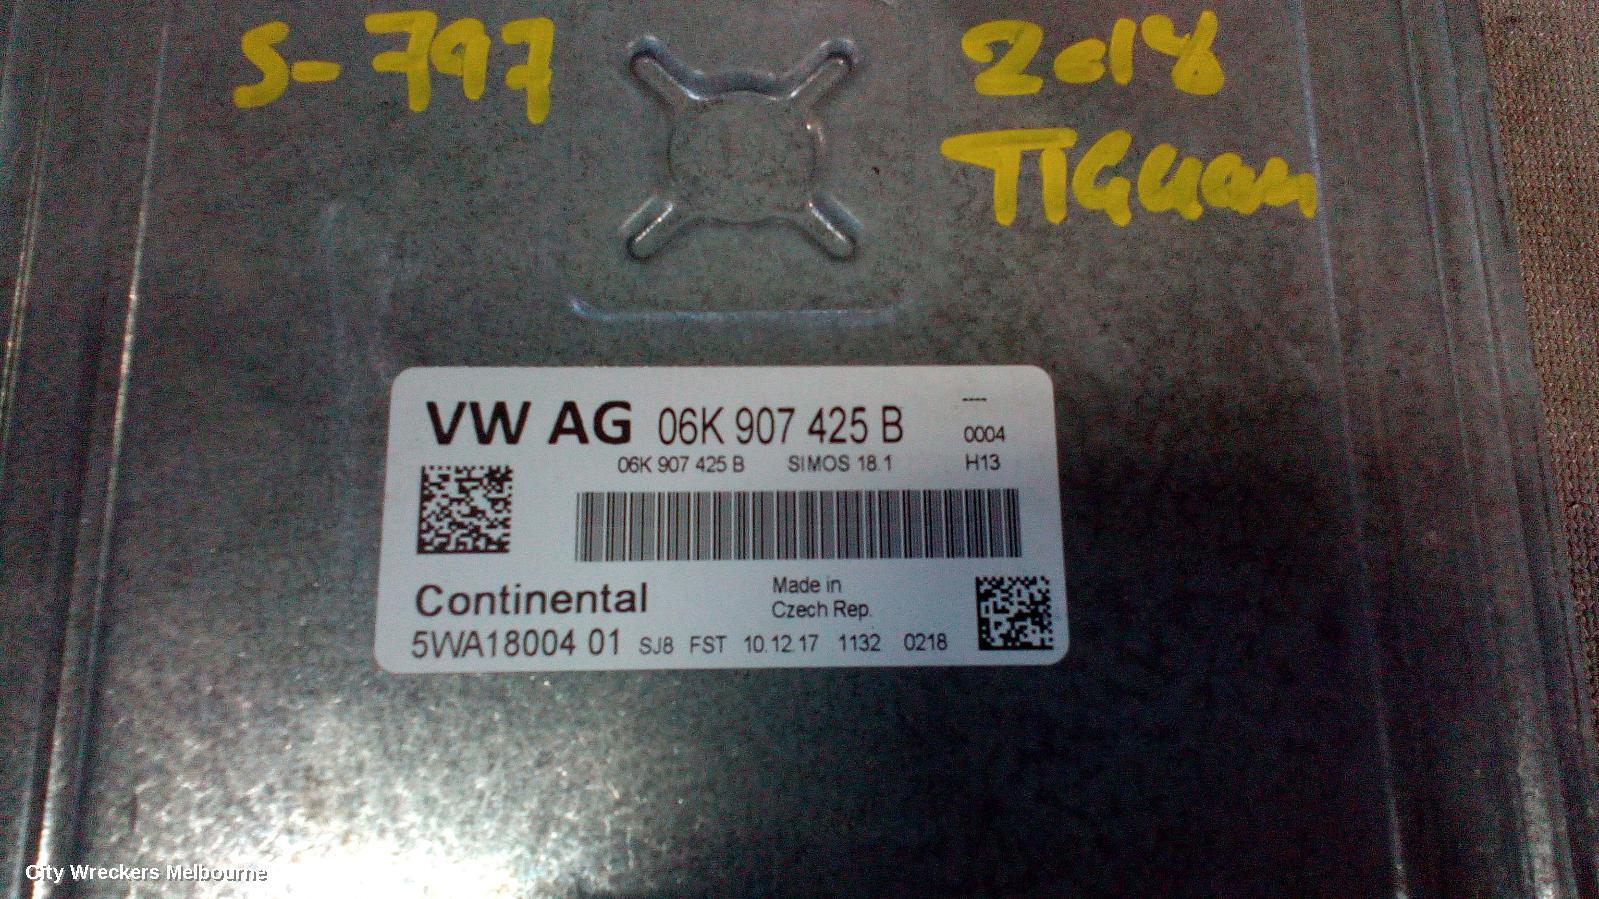 S-797
2018
TIGUan
VW AG 06K 907 425 B
----
0004
06K 907 425 B SIMOS 18.1 H13
Continental
Made in
Czech Rep.
5WA18004 01 SJ8 FST 10.12.17 1132 0218
City Wreckers Melbourne